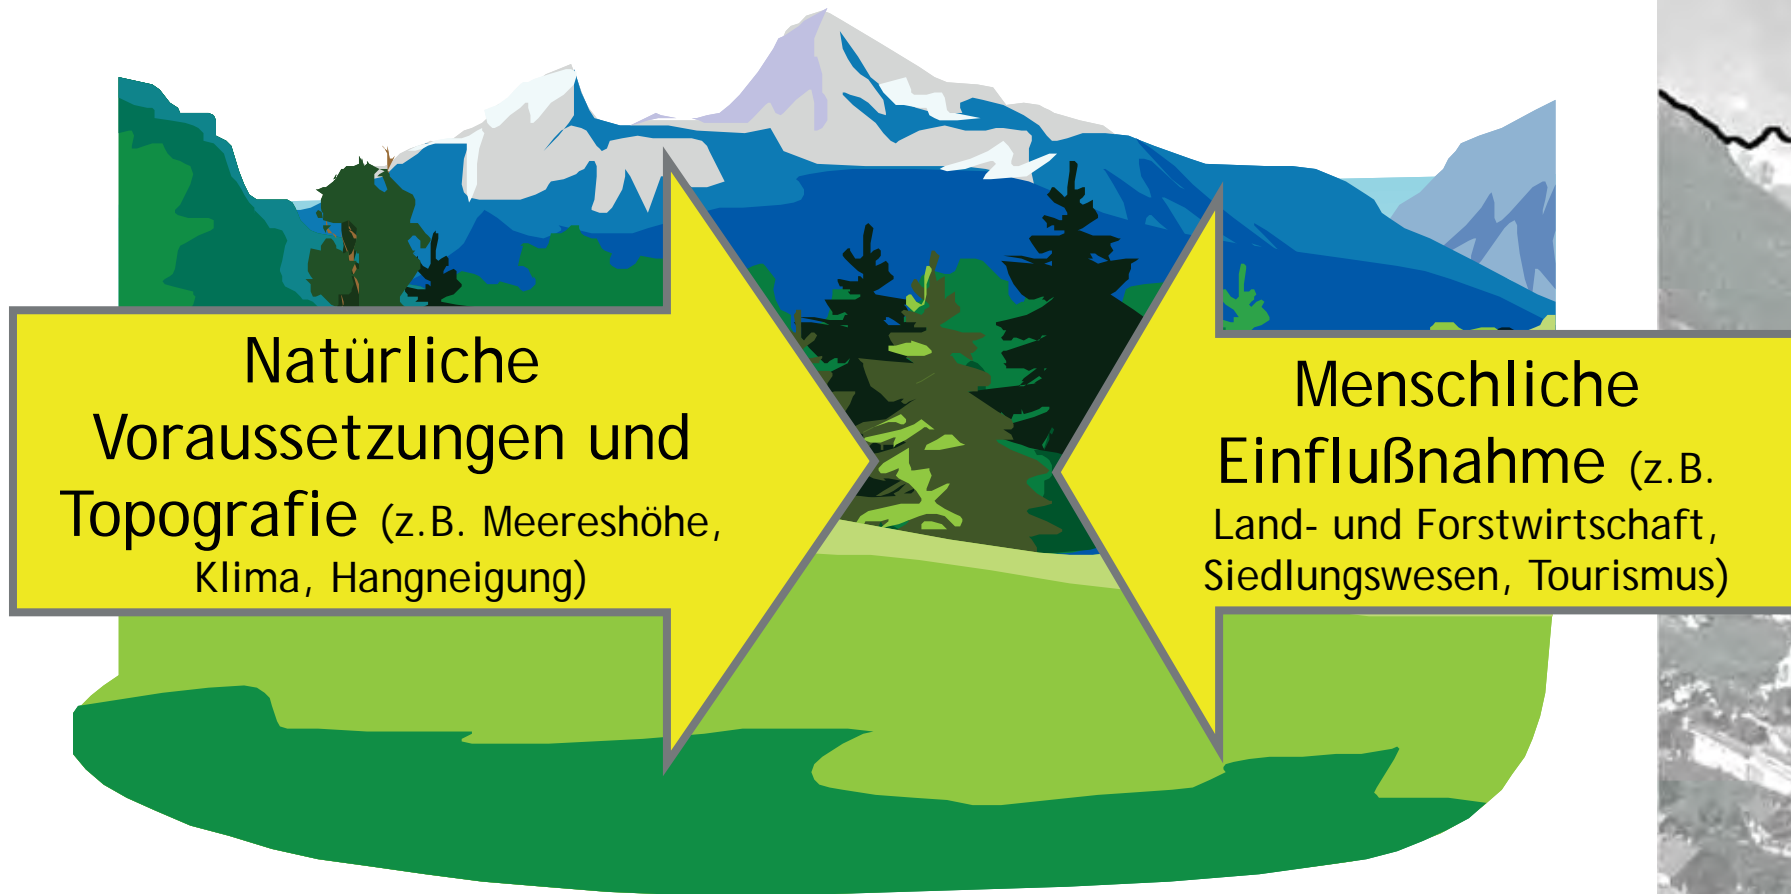 Natürliche
Voraussetzungen und
Topografie (z.B. Meereshöhe,
Klima, Hangneigung)
Menschliche
Einflußnahme (z.B.
Land- und Forstwirtschaft,
Siedlungswesen, Tourismus)